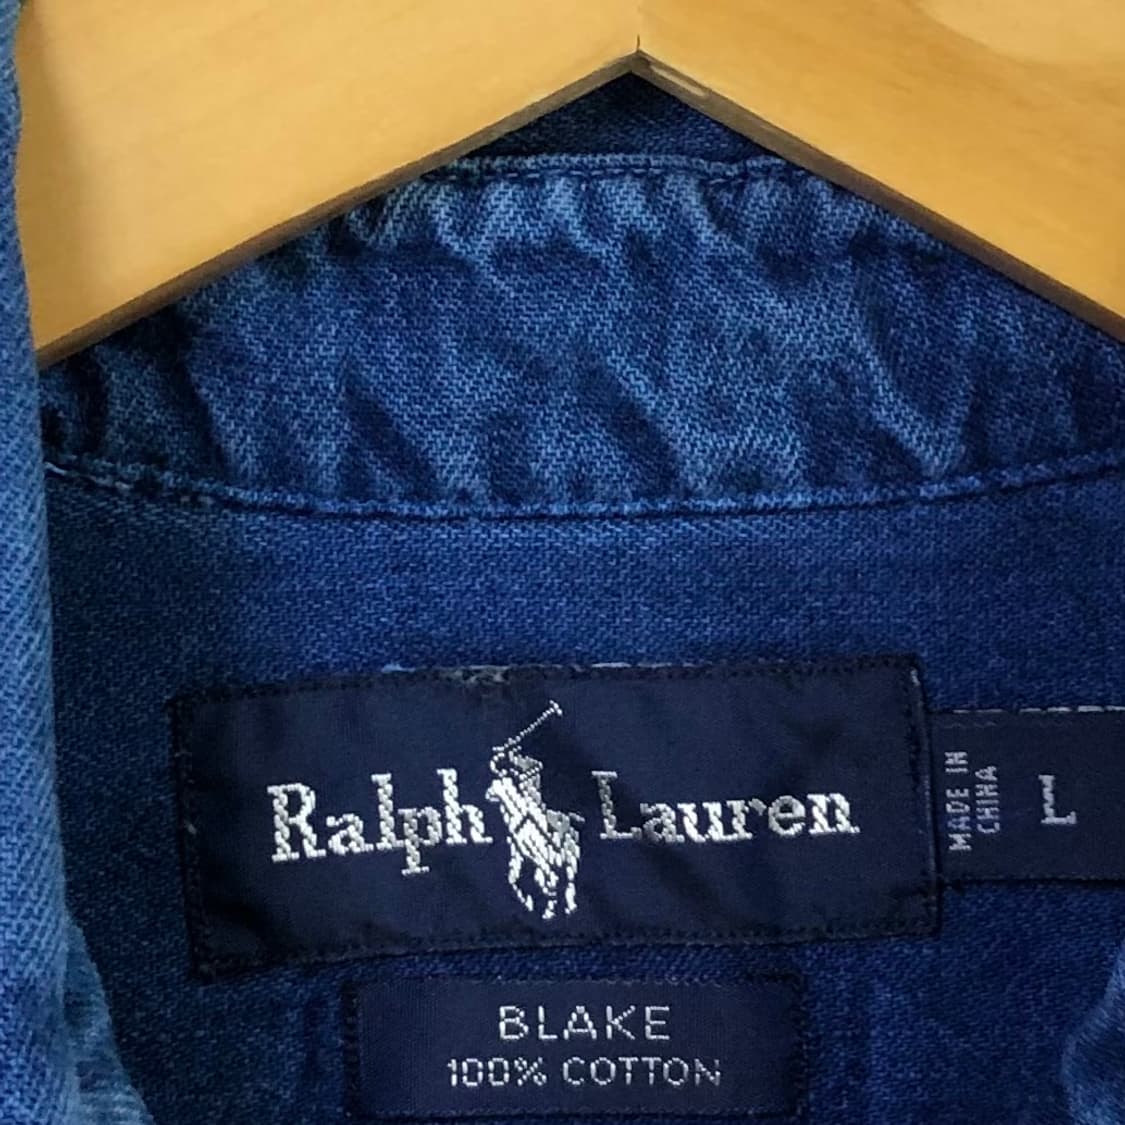 Ralph Lauren
MADE IN
CHINA
L
BLAKE
100% COTTON